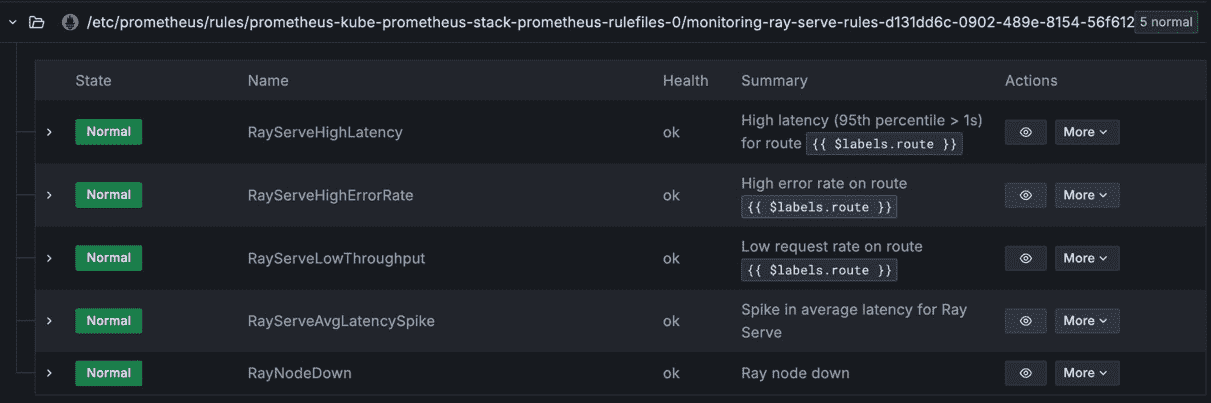 /etc/prometheus/rules/prometheus-kube-prometheus-stack-prometheus-rulefiles-0/monitoring-ray-serve-rules-d131dd6c-0902-489e-8154-56f612 5 normal
State Name Health Summary Actions
Normal RayServeHighLatency ok High latency (95th percentile > 1s) More
for route {{ $labels.route }}
Normal RayServeHighErrorRate ok High error rate on route More
{{ $labels.route }}
Normal RayServeLowThroughput ok Low request rate on route More
{{ $labels.route }}
Normal RayServeAvgLatencySpike ok Spike in average latency for Ray More
Serve
Normal RayNodeDown ok Ray node down More